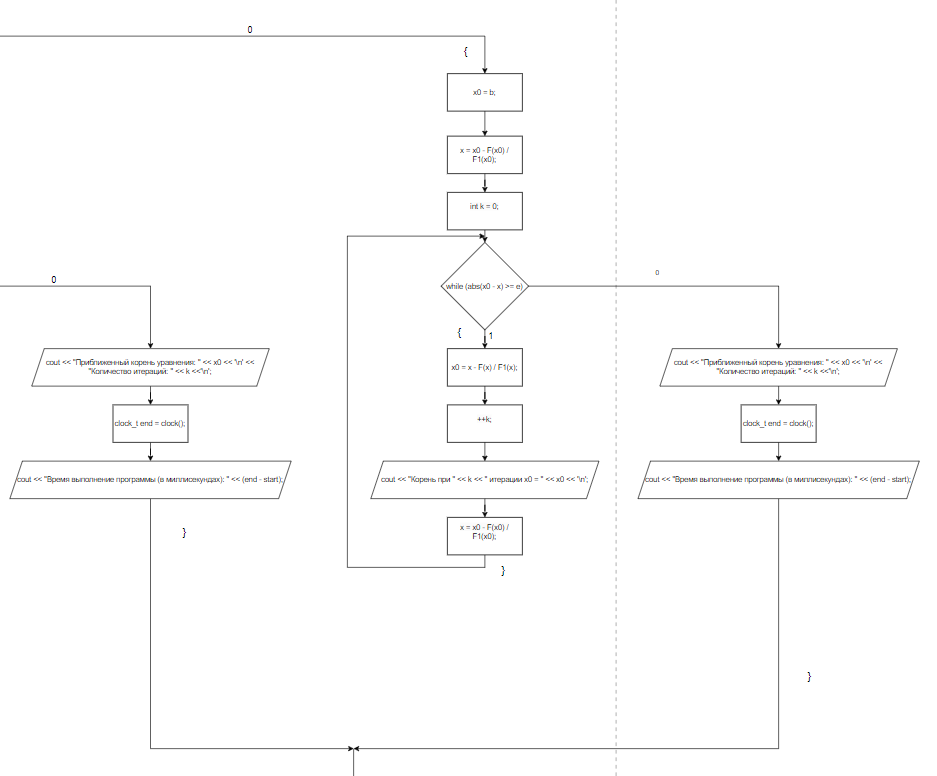 0
{
x0 = b;
x = x0 - F(x0) /
F1(x0);
int k = 0;
while (abs(x0 - x) >= e)
0
0
{
1
cout << "Приближенный корень уравнения: " << x0 << '\n' <<
"Количество итераций: " << k <<'\n';
x0 = x - F(x) / F1(x);
cout << "Приближенный корень уравнения: " << x0 << '\n' <<
"Количество итераций: " << k <<'\n';
clock_t end = clock();
++k;
clock_t end = clock();
cout << "Время выполнение программы (в миллисекундах): " << (end - start);
cout << "Корень при " << k << " итерации x0 = " << x0 << '\n';
cout << "Время выполнение программы (в миллисекундах): " << (end - start);
}
x = x0 - F(x0) /
F1(x0);
}
}